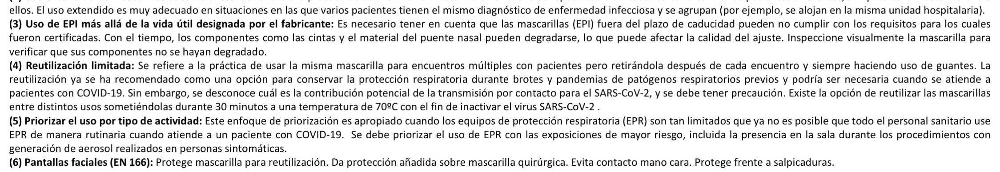 ellos. El uso extendido es muy adecuado en situaciones en las que varios pacientes tienen el mismo diagnóstico de enfermedad infecciosa y se agrupan (por ejemplo, se alojan en la misma unidad hospitalaria).
(3) Uso de EPI más allá de la vida útil designada por el fabricante: Es necesario tener en cuenta que las mascarillas (EPI) fuera del plazo de caducidad pueden no cumplir con los requisitos para los cuales
fueron certificadas. Con el tiempo, los componentes como las cintas y el material del puente nasal pueden degradarse, lo que puede afectar la calidad del ajuste. Inspeccione visualmente la mascarilla para
verificar que sus componentes no se hayan degradado.
(4) Reutilización limitada: Se refiere a la práctica de usar la misma mascarilla para encuentros múltiples con pacientes pero retirándola después de cada encuentro y siempre haciendo uso de guantes. La
reutilización ya se ha recomendado como una opción para conservar la protección respiratoria durante brotes y pandemias de patógenos respiratorios previos y podría ser necesaria cuando se atiende a
pacientes con COVID-19. Sin embargo, se desconoce cuál es la contribución potencial de la transmisión por contacto para el SARS-CoV-2, y se debe tener precaución. Existe la opción de reutilizar las mascarillas
entre distintos usos sometiéndolas durante 30 minutos a una temperatura de 70ºC con el fin de inactivar el virus SARS-CoV-2 .
(5) Priorizar el uso por tipo de actividad: Este enfoque de priorización es apropiado cuando los equipos de protección respiratoria (EPR) son tan limitados que ya no es posible que todo el personal sanitario use
EPR de manera rutinaria cuando atiende a un paciente con COVID-19.  Se debe priorizar el uso de EPR con las exposiciones de mayor riesgo, incluida la presencia en la sala durante los procedimientos con
generación de aerosol realizados en personas sintomáticas.
(6) Pantallas faciales (EN 166): Protege mascarilla para reutilización. Da protección añadida sobre mascarilla quirúrgica. Evita contacto mano cara. Protege frente a salpicaduras.